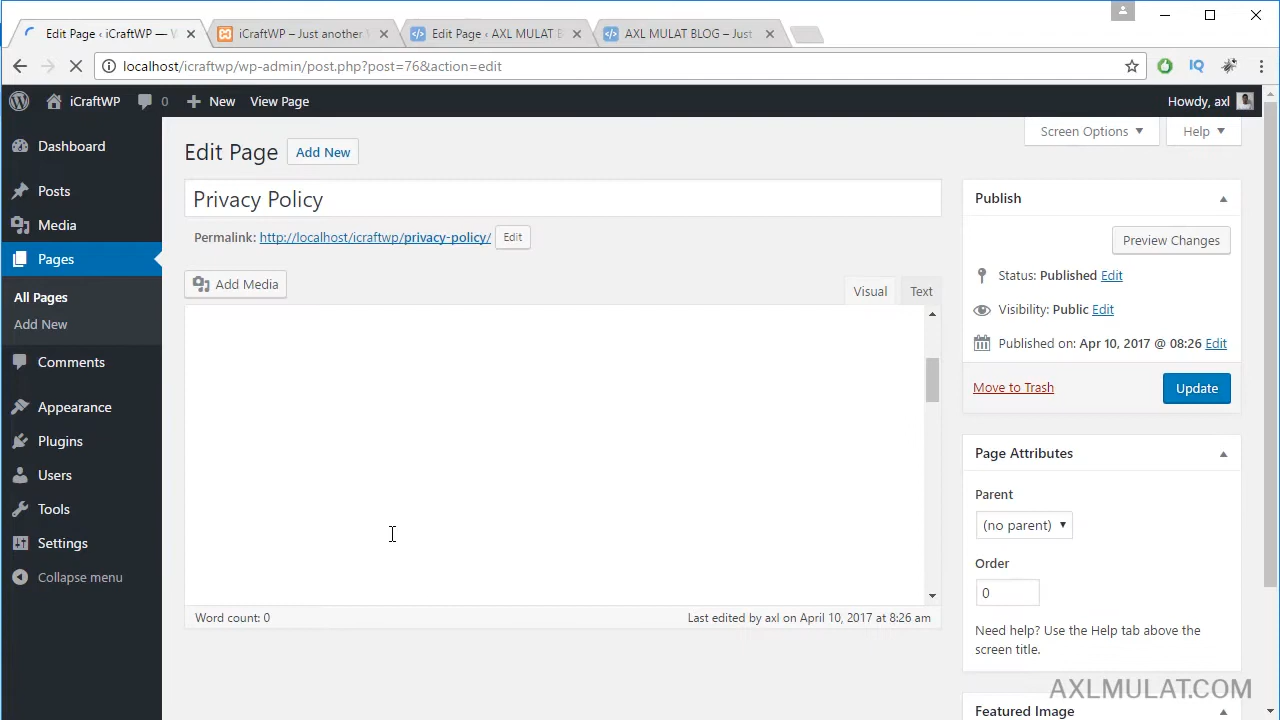 Edit Page ‹ iCraftWP — W
iCraftWP – Just another W
Edit Page ‹ AXL MULAT B
AXL MULAT BLOG – Just
localhost/icraftwp/wp-admin/post.php?post=76&action=edit
IQ
iCraftWP
0
New
View Page
Howdy, axl
Screen Options
Help
Dashboard
Posts
Media
Pages
All Pages
Add New
Comments
Appearance
Plugins
Users
Tools
Settings
Collapse menu
Edit Page
Add New
Privacy Policy
Permalink: http://localhost/icraftwp/privacy-policy/ Edit
Add Media
Visual
Text
Word count: 0
Last edited by axl on April 10, 2017 at 8:26 am
Publish
Preview Changes
Status: Published Edit
Visibility: Public Edit
Published on: Apr 10, 2017 @ 08:26 Edit
Move to Trash
Update
Page Attributes
Parent
(no parent)
Order
0
Need help? Use the Help tab above the
screen title.
Featured Image
AXLMULAT.COM